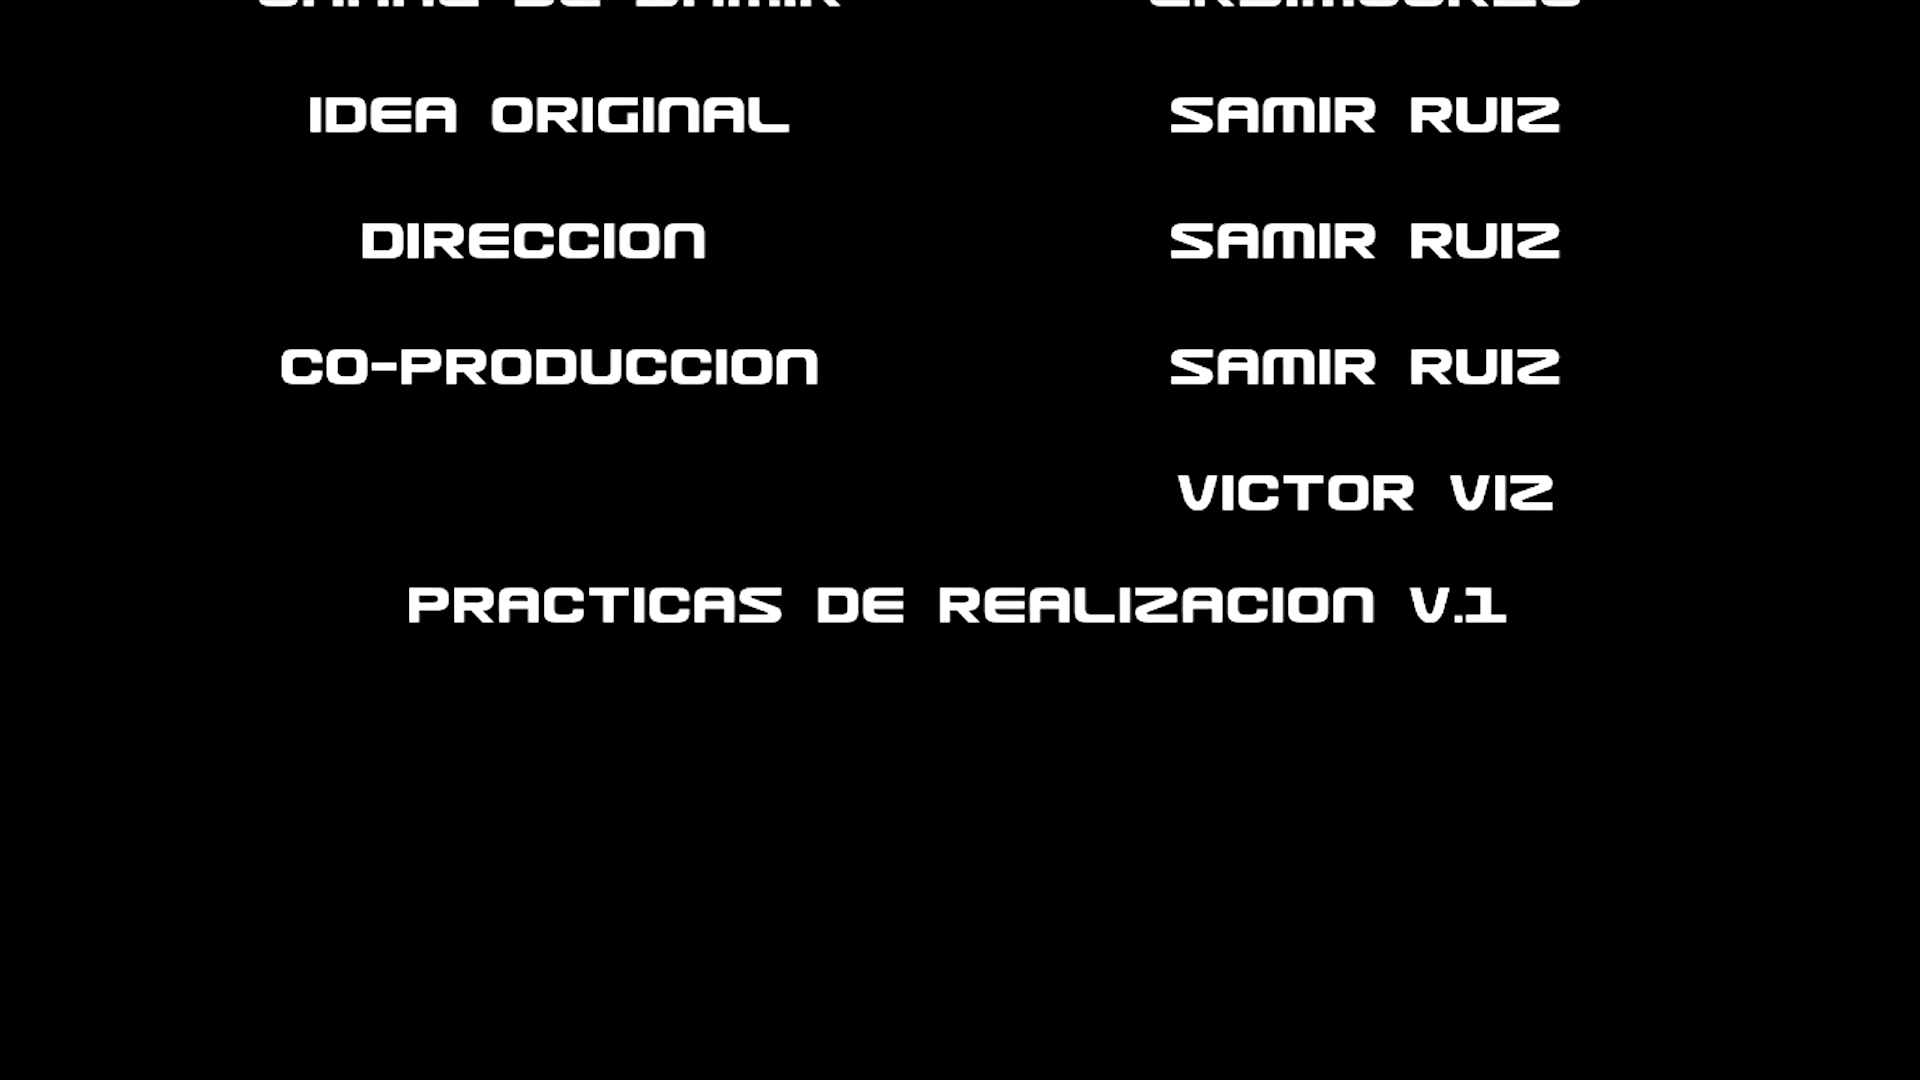 IDEA ORIGINAL SAMIR RUIZ
DIRECCION SAMIR RUIZ
CO-PRODUCCION SAMIR RUIZ
VICTOR VIZ
PRACTICAS DE REALIZACION V.1